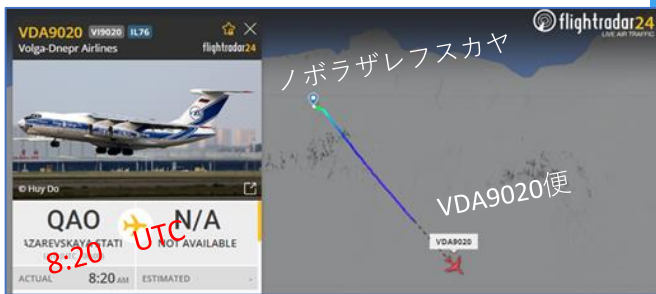 VDA9020 VI9020 IL76
Volga-Dnepr Airlines
flightradar24
© Huy Do
QAO
N/A
AZAREVSKAYA STATI
NOT AVAILABLE
8:20 UTC
ACTUAL 8:20 AM
ESTIMATED -
flightradar24
LIVE AIR TRAFFIC
ノボラザレフスカヤ
VDA9020便
VDA9020